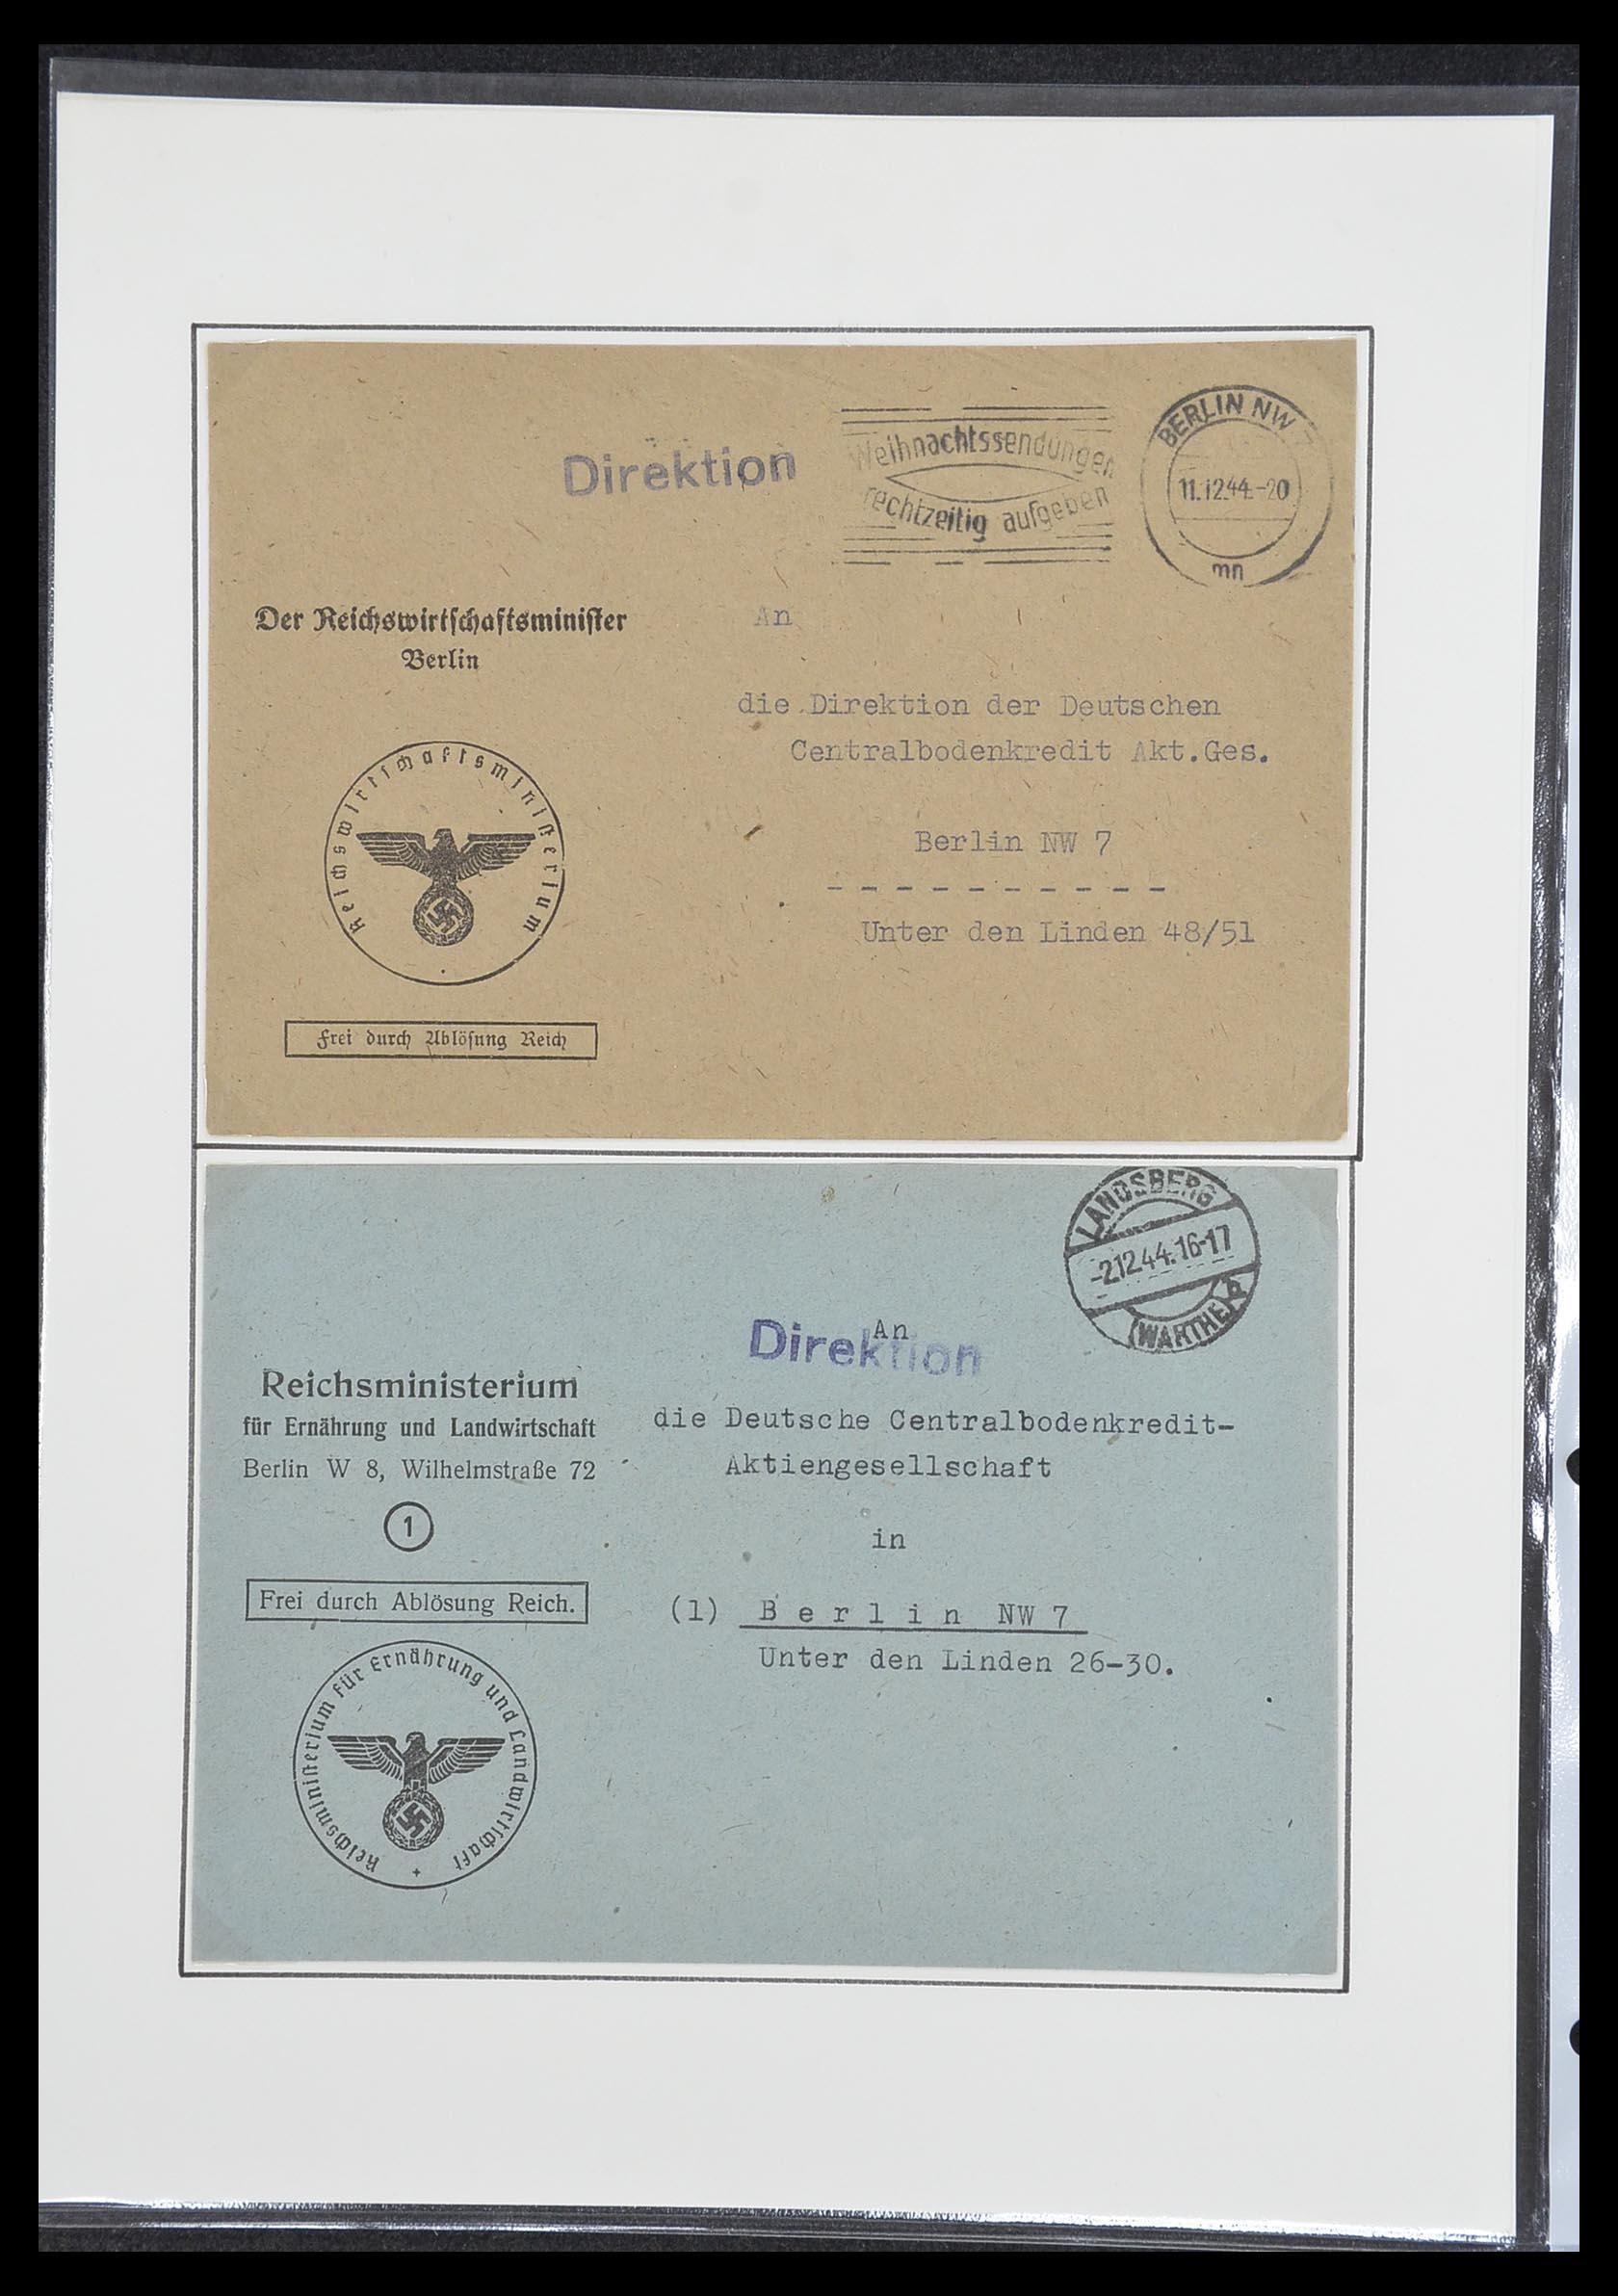 Direktion
Weihnachtssendungen
rechtzeitig aufgeben
BERLIN NW 7
11.12.44.-20
mn
Der Reichswirtschaftsminister
Berlin
An
die Direktion der Deutschen
Centralbodenkredit Akt.Ges.
Berlin NW 7
- - - - - - - - - - -
Unter den Linden 48/51
Reichswirtschaftsministerium
Frei durch Ablösung Reich
LANDSBERG
-2.12.44.16-17
(WARTHE)
An
Direktion
Reichsministerium
für Ernährung und Landwirtschaft
Berlin W 8, Wilhelmstraße 72
1
die Deutsche Centralbodenkredit-
Aktiengesellschaft
in
(1) B e r l i n NW 7
Unter den Linden 26-30.
Frei durch Ablösung Reich.
Reichsministerium für Ernährung und Landwirtschaft